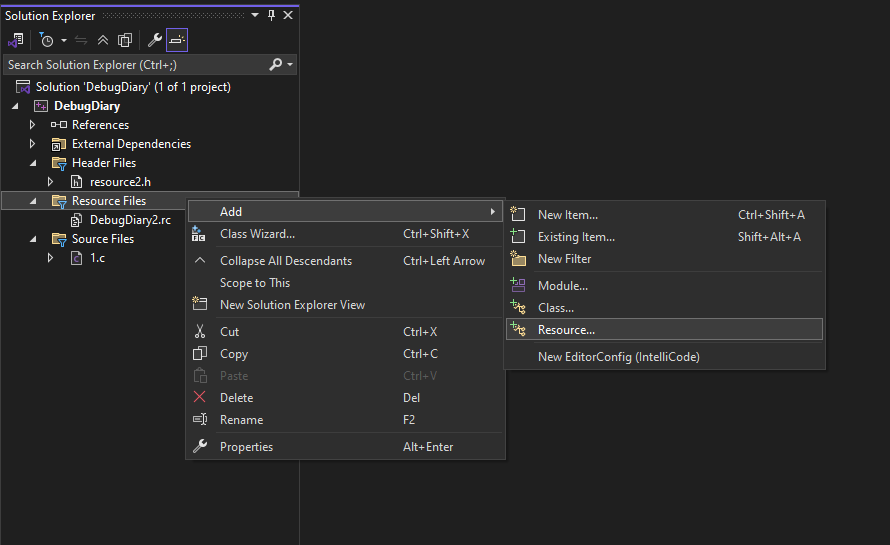 Solution Explorer
Search Solution Explorer (Ctrl+;)
Solution 'DebugDiary' (1 of 1 project)
DebugDiary
References
External Dependencies
Header Files
resource2.h
Resource Files
DebugDiary2.rc
Source Files
1.c
Add
Class Wizard... Ctrl+Shift+X
Collapse All Descendants Ctrl+Left Arrow
Scope to This
New Solution Explorer View
Cut Ctrl+X
Copy Ctrl+C
Paste Ctrl+V
Delete Del
Rename F2
Properties Alt+Enter
New Item... Ctrl+Shift+A
Existing Item... Shift+Alt+A
New Filter
Module...
Class...
Resource...
New EditorConfig (IntelliCode)